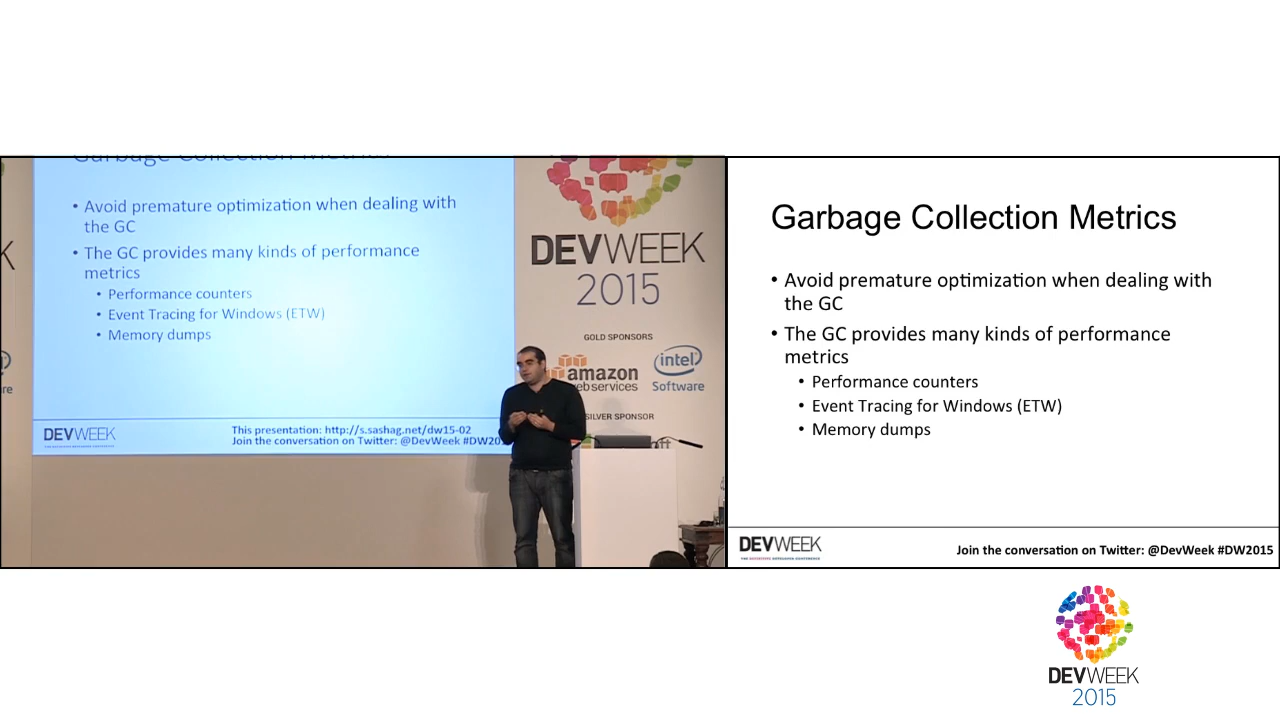 Garbage Collection Metrics
• Avoid premature optimization when dealing with
the GC
• The GC provides many kinds of performance
metrics
• Performance counters
• Event Tracing for Windows (ETW)
• Memory dumps
DEVWEEK
This presentation: http://s.sashag.net/dw15-02
Join the conversation on Twitter: @DevWeek #DW201
DEVWEEK
2015
GOLD SPONSORS
amazon
web services
intel
Software
SILVER SPONSOR
Garbage Collection Metrics
• Avoid premature optimization when dealing with
the GC
• The GC provides many kinds of performance
metrics
• Performance counters
• Event Tracing for Windows (ETW)
• Memory dumps
DEVWEEK
Join the conversation on Twitter: @DevWeek #DW2015
DEVWEEK
2015